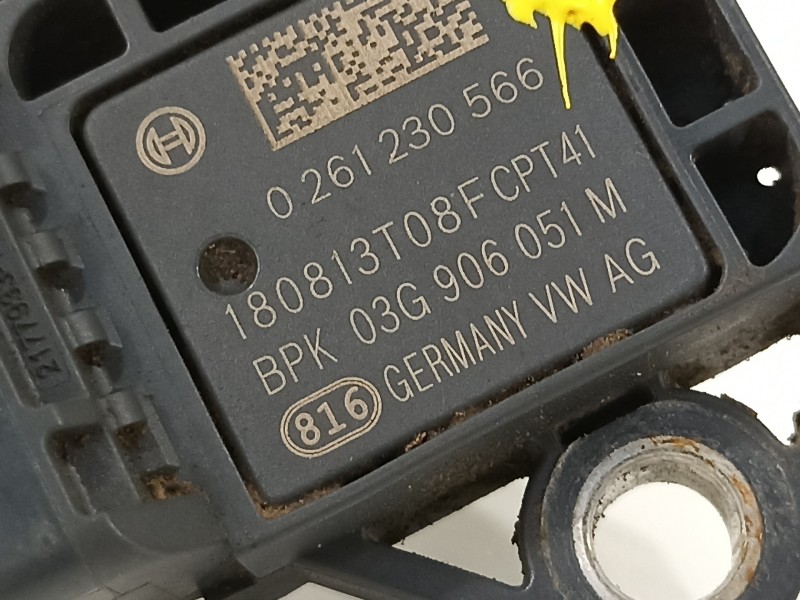 0 261 230 566
180813T08FCPT41
BPK 03G 906 051 M
816 GERMANY VW AG